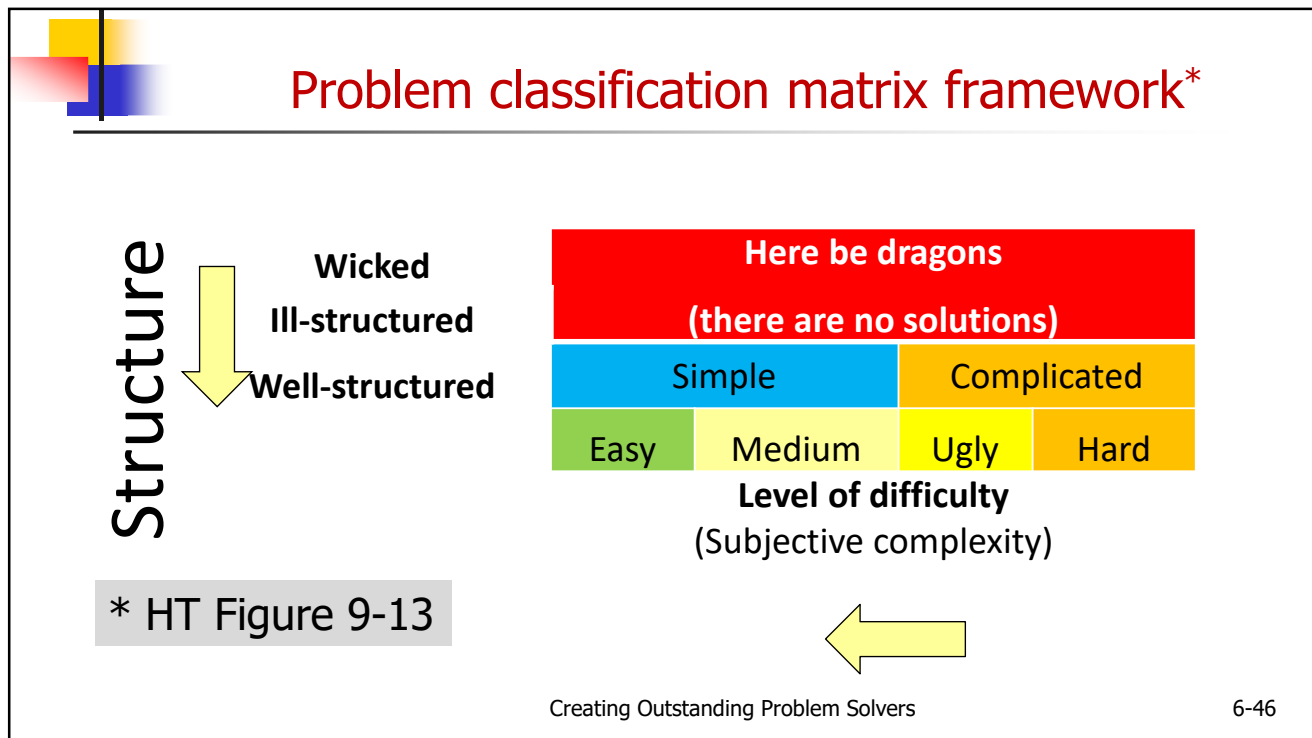 Problem classification matrix framework*
Structure
Wicked
Ill-structured
Well-structured
Here be dragons
(there are no solutions)
Simple Complicated
Easy Medium Ugly Hard
Level of difficulty
(Subjective complexity)
* HT Figure 9-13
Creating Outstanding Problem Solvers 6-46